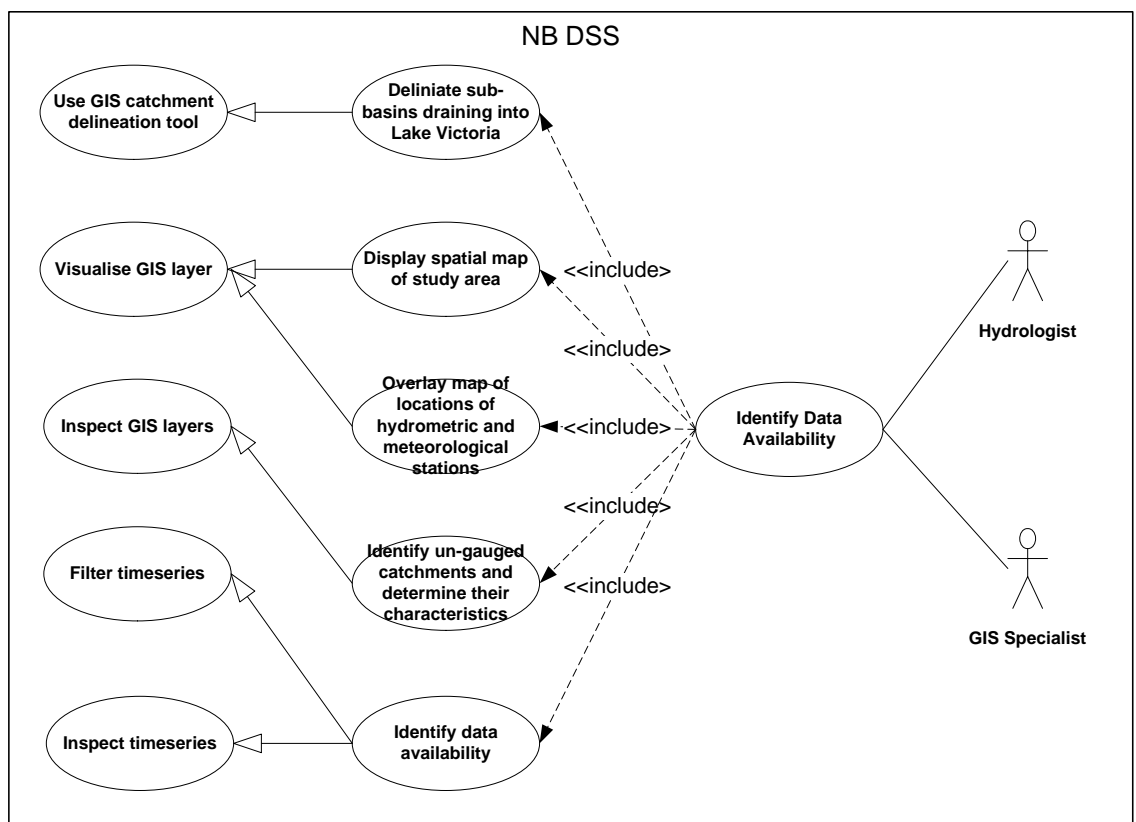 NB DSS
Use GIS catchment
delineation tool
Deliniate sub-
basins draining into
Lake Victoria
Visualise GIS layer
Display spatial map
of study area
<<include>
<<include>
Hydrologist
Overlay map of
locations of
hydrometric and
meteorological
stations
Inspect GIS layers
<<include>
Identify Data
Availability
<<include>
Filter timeseries
Identify un-gauged
catchments and
determine their
characteristics
<<include>
GIS Specialist
Inspect timeseries
Identify data
availability